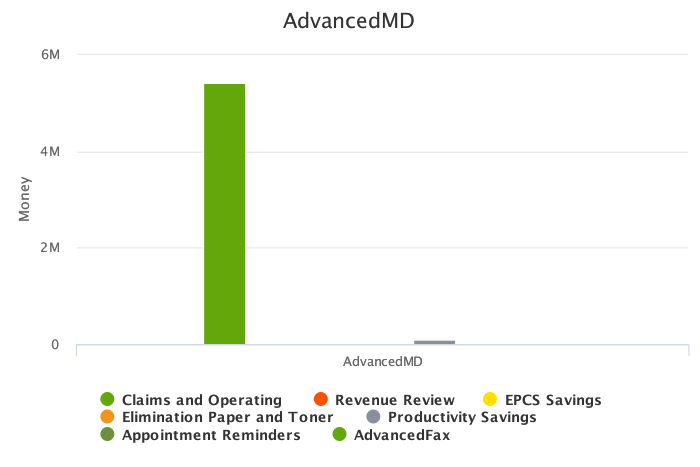 AdvancedMD
6M
4M
2M
0
Money
AdvancedMD
Claims and Operating Revenue Review EPCS Savings
Elimination Paper and Toner Productivity Savings
Appointment Reminders AdvancedFax